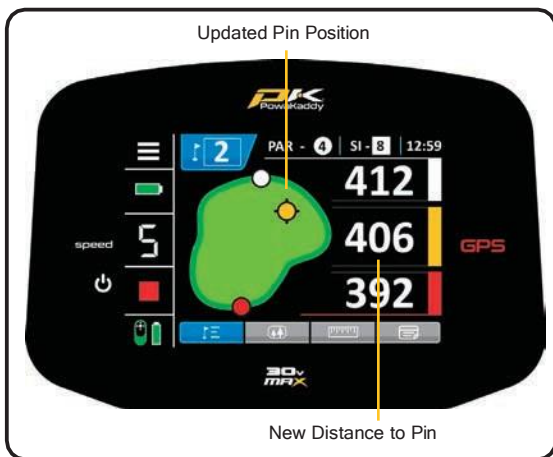 Updated Pin Position
PK
PowaKaddy
2 PAR - 4 SI - 8 12:59
412
speed 5 406 GPS
392
30v
MAX
New Distance to Pin